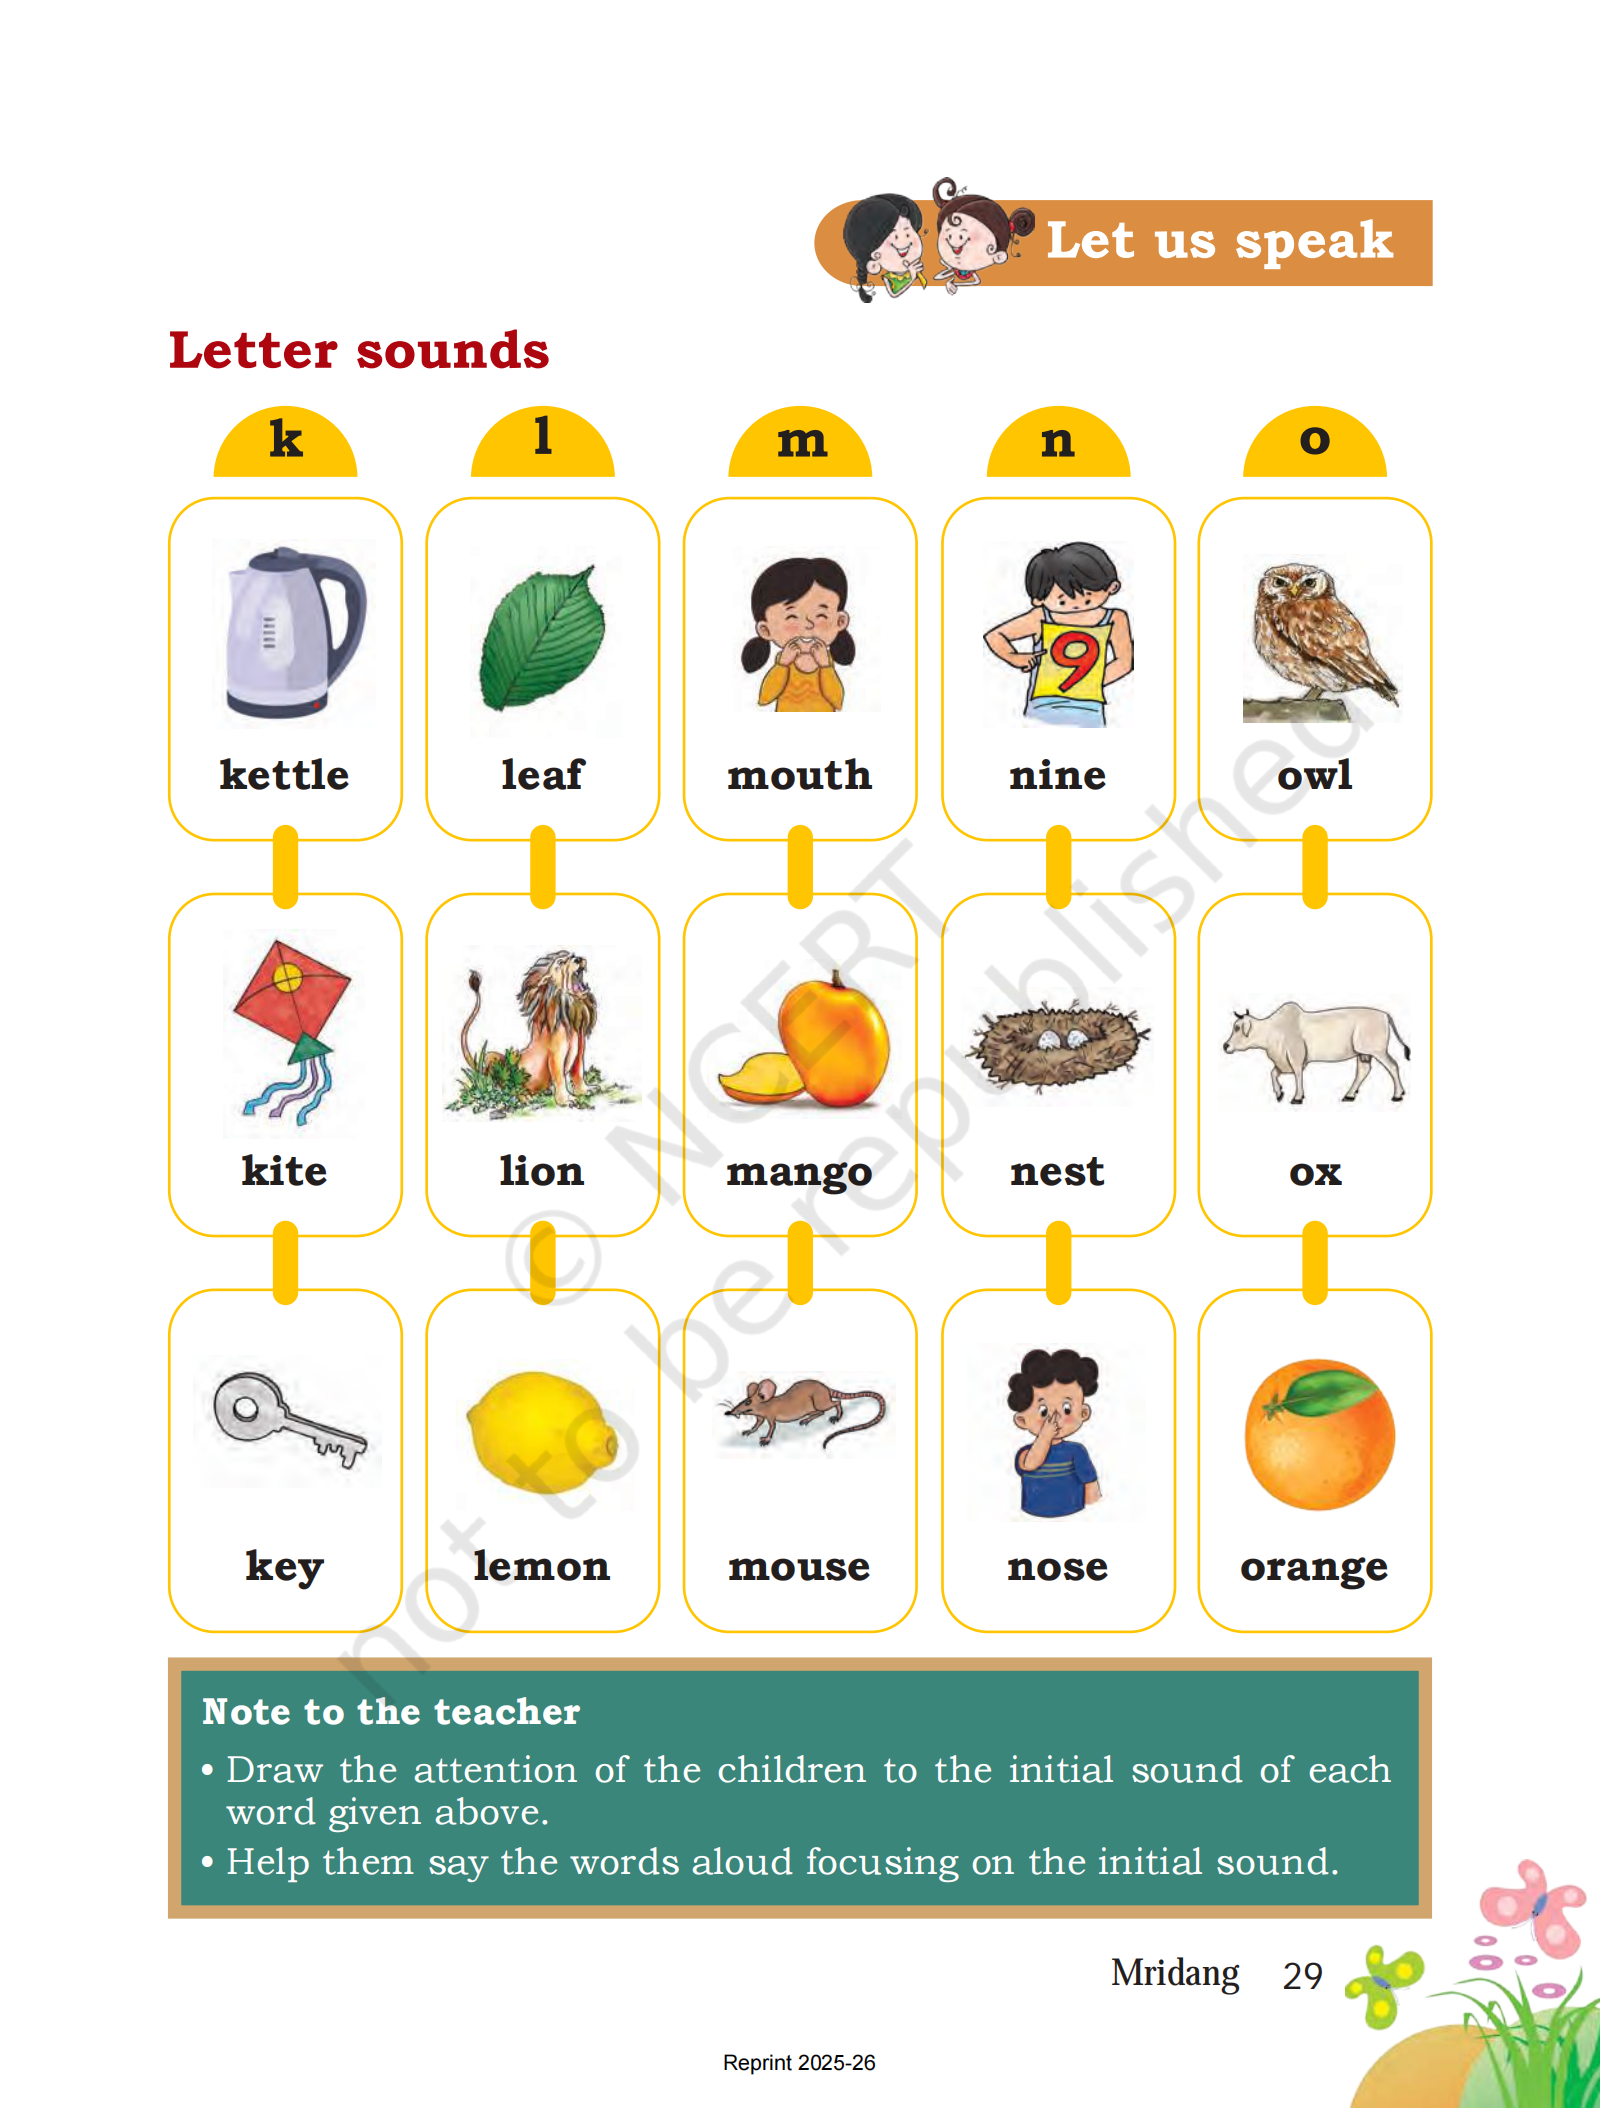 Let us speak
Letter sounds
k l m n o
9
kettle leaf mouth nine owl
kite lion mango nest ox
key lemon mouse nose orange
© NCERT
not to be republished
Note to the teacher
• Draw the attention of the children to the initial sound of each
word given above.
• Help them say the words aloud focusing on the initial sound.
Mridang 29
Reprint 2025-26